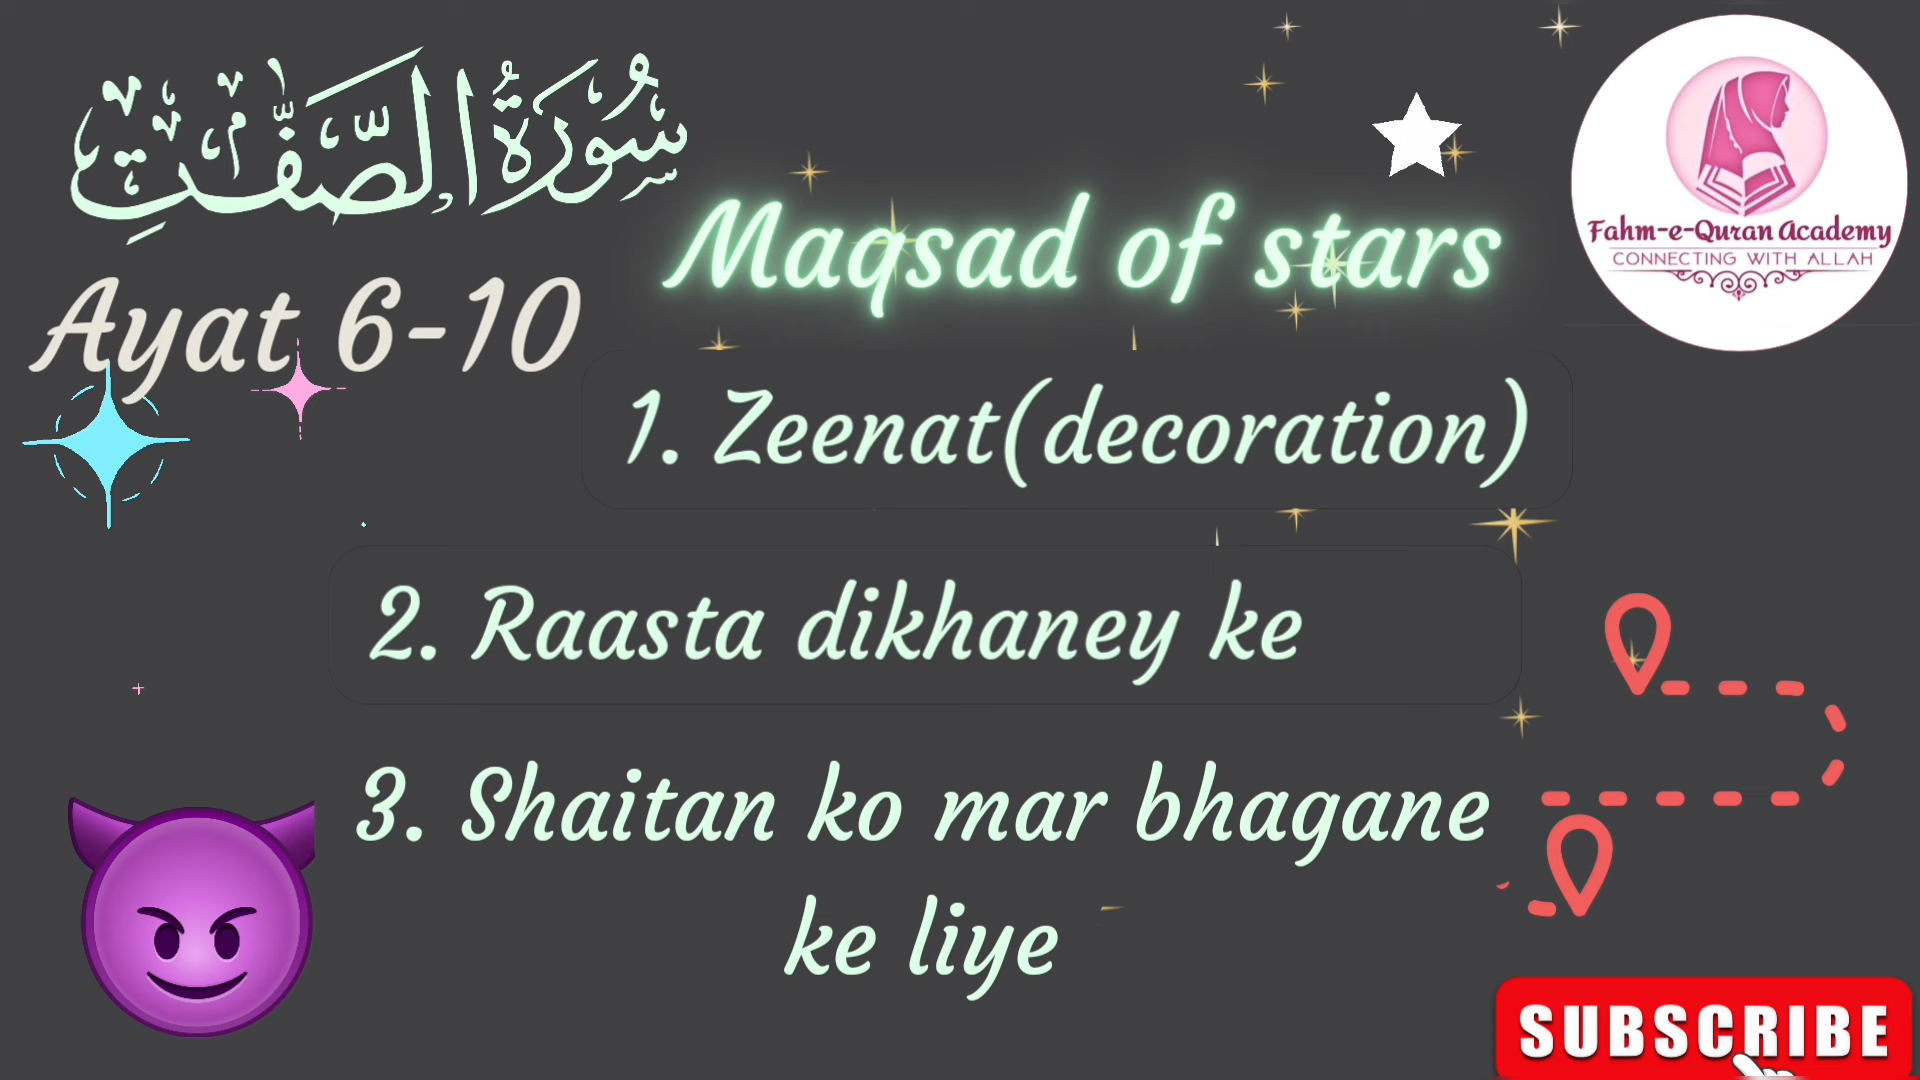 سُورَةُ الصَّفّٰت
Maqsad of stars
Ayat 6-10
1. Zeenat(decoration)
2. Raasta dikhaney ke
3. Shaitan ko mar bhagane
ke liye
Fahm-e-Quran Academy
CONNECTING WITH ALLAH
SUBSCRIBE